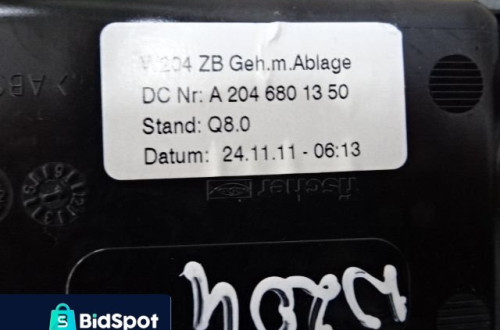 W 204 ZB Geh.m.Ablage
DC Nr: A 204 680 13 50
Stand: Q8.0
Datum: 24.11.11 - 06:13
fischer
BidSpot